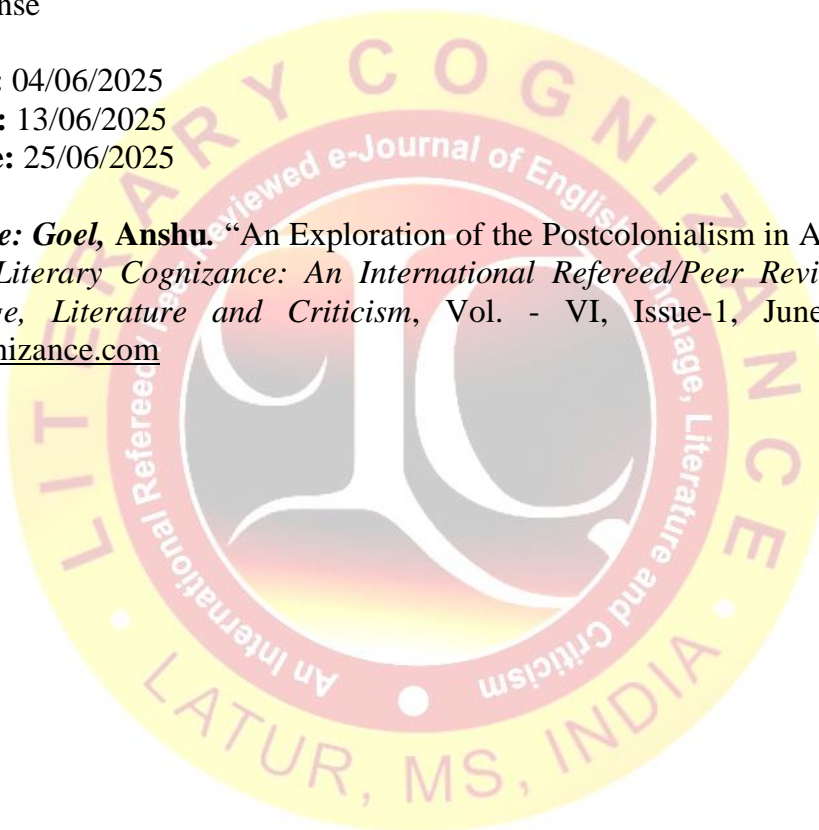 nse
: 04/06/2025
: 13/06/2025
e: 25/06/2025
e: Goel, Anshu. “An Exploration of the Postcolonialism in A
Literary Cognizance: An International Refereed/Peer Revi
ge, Literature and Criticism, Vol. - VI, Issue-1, June
nizance.com
LITERARY COGNIZANCE
An International Refereed/Peer Reviewed e-Journal of English Language, Literature and Criticism
LC
• LATUR, MS, INDIA •